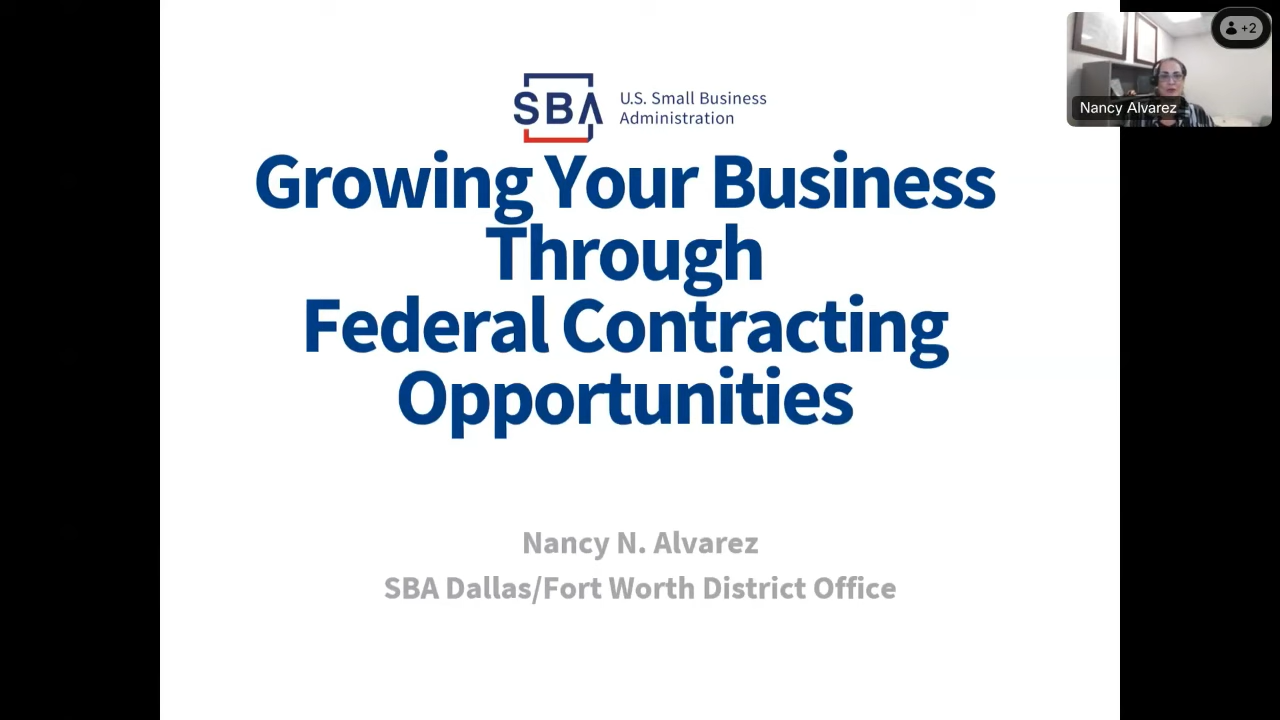 SBA
U.S. Small Business
Administration
Growing Your Business
Through
Federal Contracting
Opportunities
Nancy N. Alvarez
SBA Dallas/Fort Worth District Office
+2
Nancy Alvarez